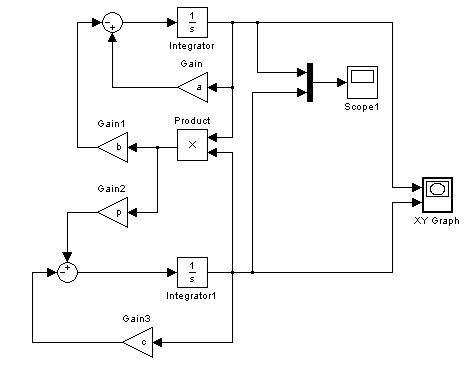 1
s
Integrator
Gain
a
Scope1
Gain1
Product
b
×
Gain2
p
XY Graph
1
s
Integrator1
Gain3
c